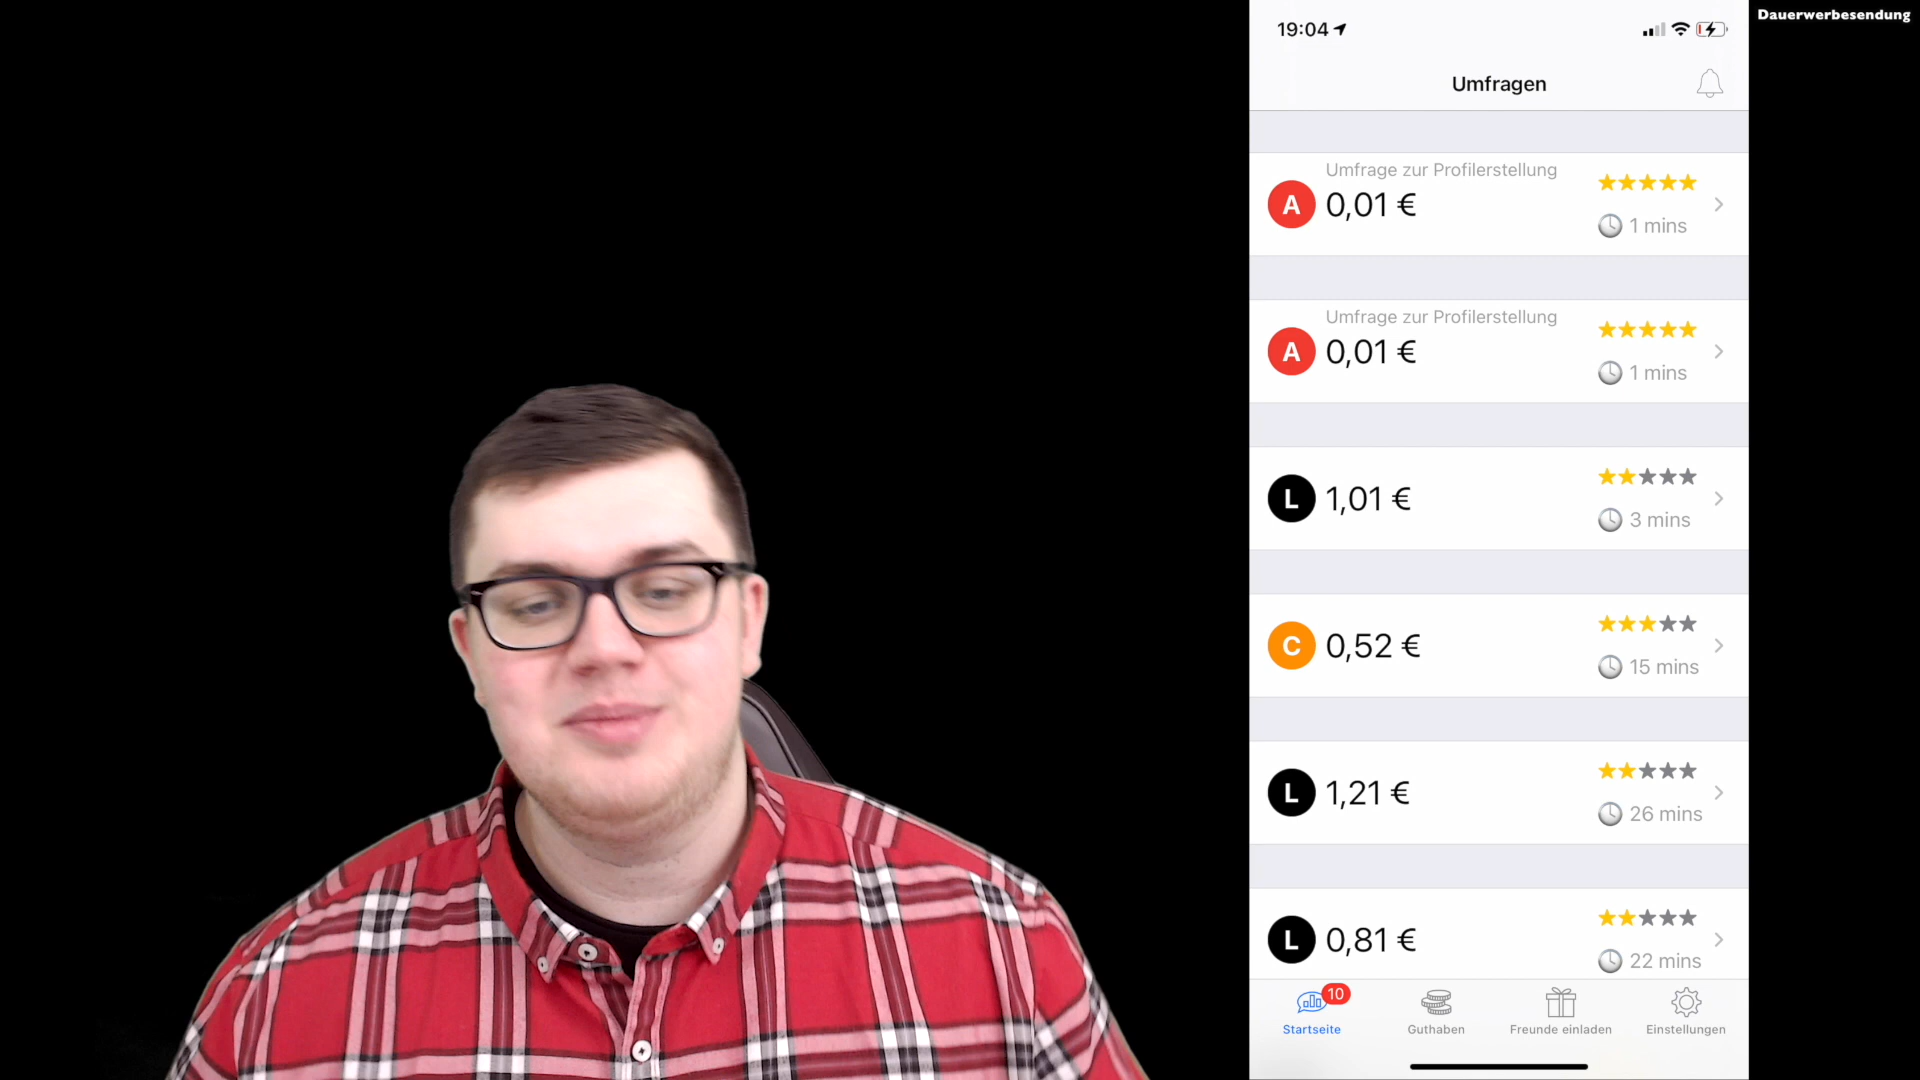 Dauerwerbesendung
19:04
Umfragen
Umfrage zur Profilerstellung
A 0,01 €
1 mins
Umfrage zur Profilerstellung
A 0,01 €
1 mins
L 1,01 €
3 mins
C 0,52 €
15 mins
L 1,21 €
26 mins
L 0,81 €
22 mins
10
Startseite Guthaben Freunde einladen Einstellungen